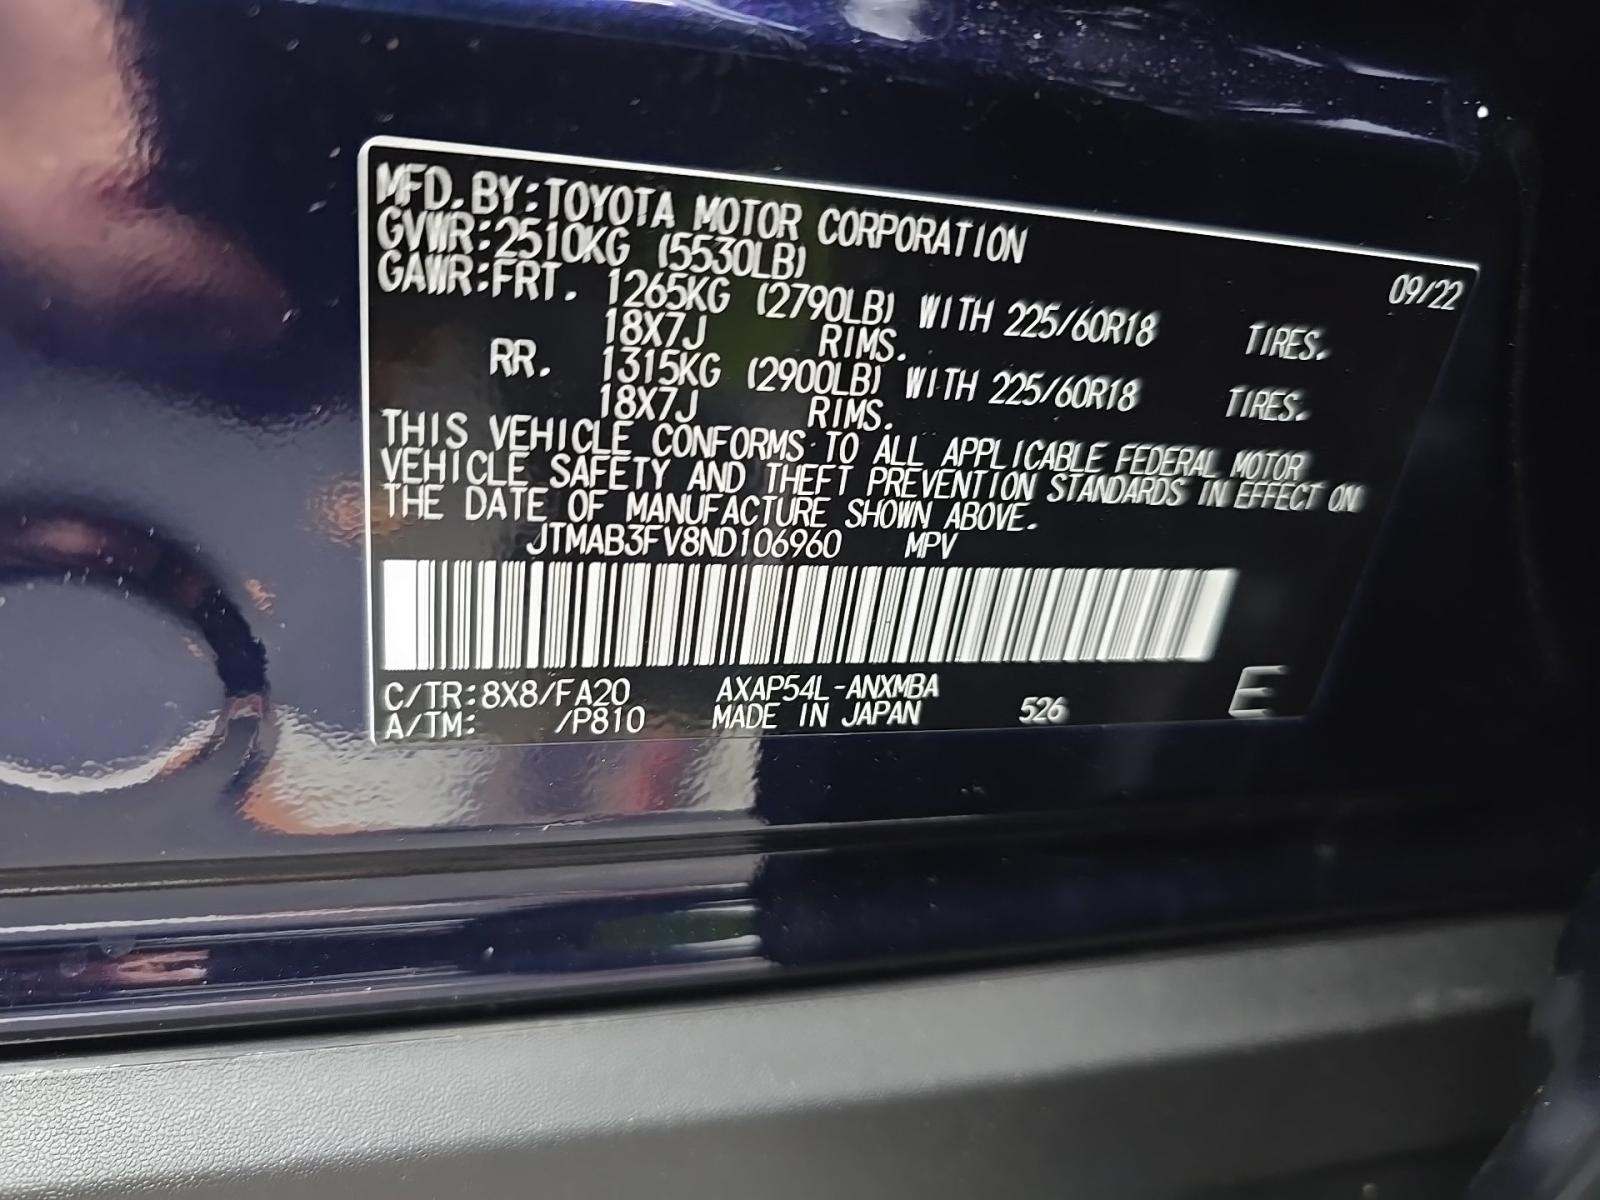 MFD. BY: TOYOTA MOTOR CORPORATION 09/22
GVWR: 2510KG (5530LB)
GAWR: FRT. 1265KG (2790LB) WITH 225/60R18 TIRES.
18X7J RIMS.
RR. 1315KG (2900LB) WITH 225/60R18 TIRES.
18X7J RIMS.
THIS VEHICLE CONFORMS TO ALL APPLICABLE FEDERAL MOTOR
VEHICLE SAFETY AND THEFT PREVENTION STANDARDS IN EFFECT ON
THE DATE OF MANUFACTURE SHOWN ABOVE.
JTMAB3FV8ND106960 MPV
C/TR: 8X8/FA20 AXAP54L-ANXMBA E
A/TM: /P810 MADE IN JAPAN 526